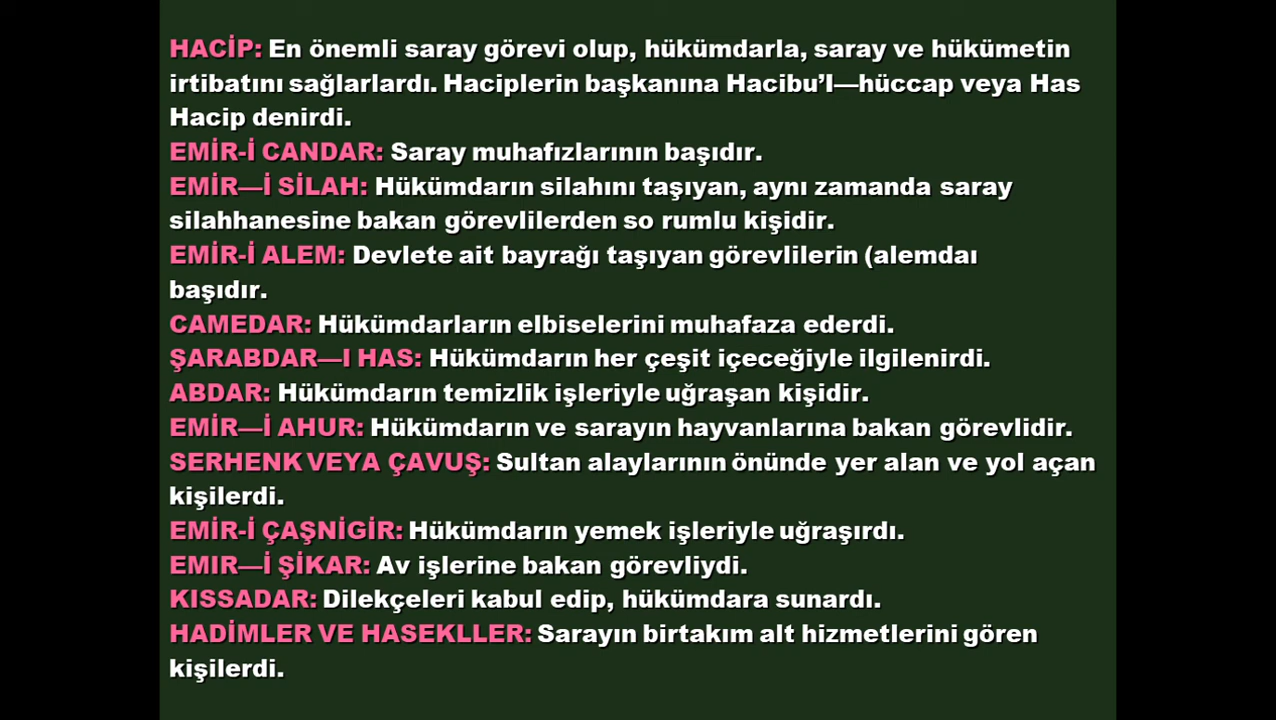 HACİP: En önemli saray görevi olup, hükümdarla, saray ve hükümetin
irtibatını sağlarlardı. Haciplerin başkanına Hacibu’I—hüccap veya Has
Hacip denirdi.
EMİR-İ CANDAR: Saray muhafızlarının başıdır.
EMİR—İ SİLAH: Hükümdarın silahını taşıyan, aynı zamanda saray
silahhanesine bakan görevlilerden so rumlu kişidir.
EMİR-İ ALEM: Devlete ait bayrağı taşıyan görevlilerin (alemdaı
başıdır.
CAMEDAR: Hükümdarların elbiselerini muhafaza ederdi.
ŞARABDAR—I HAS: Hükümdarın her çeşit içeceğiyle ilgilenirdi.
ABDAR: Hükümdarın temizlik işleriyle uğraşan kişidir.
EMİR—İ AHUR: Hükümdarın ve sarayın hayvanlarına bakan görevlidir.
SERHENK VEYA ÇAVUŞ: Sultan alaylarının önünde yer alan ve yol açan
kişilerdi.
EMİR-İ ÇAŞNİGİR: Hükümdarın yemek işleriyle uğraşırdı.
EMIR—İ ŞİKAR: Av işlerine bakan görevliydi.
KISSADAR: Dilekçeleri kabul edip, hükümdara sunardı.
HADİMLER VE HASEKLLER: Sarayın birtakım alt hizmetlerini gören
kişilerdi.